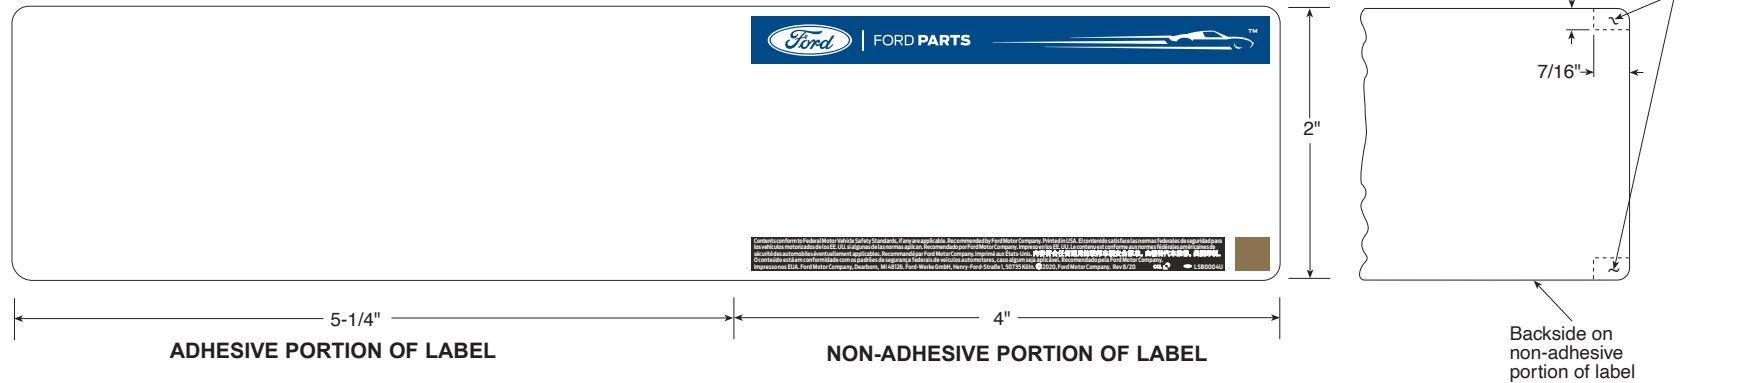 Ford
FORD PARTS
TM
2"
7/16"
Contents conform to Federal Motor Vehicle Safety Standards, if any are applicable. Recommended by Ford Motor Company. Printed in USA. El contenido satisface las normas federales de seguridad para
los vehículos motorizados de los EE. UU. si algunas de las normas aplican. Recomendado por Ford Motor Company. Impreso en los EE. UU. Le contenu est conforme aux normes fédérales américaines de
sécurité des automobiles éventuellement applicables. Recommandé par Ford Motor Company. Imprimé aux États-Unis.
O conteúdo está em conformidade com os padrões de segurança federais de veículos automotores, caso algum seja aplicável. Recomendado pela Ford Motor Company.
Impresso nos EUA. Ford Motor Company, Dearborn, MI 48126. Ford-Werke GmbH, Henry-Ford-Straße 1, 50735 Köln. © 2020, Ford Motor Company. Rev 8/20 CCL LSB0004U
5-1/4"
4"
ADHESIVE PORTION OF LABEL
NON-ADHESIVE PORTION OF LABEL
Backside on
non-adhesive
portion of label